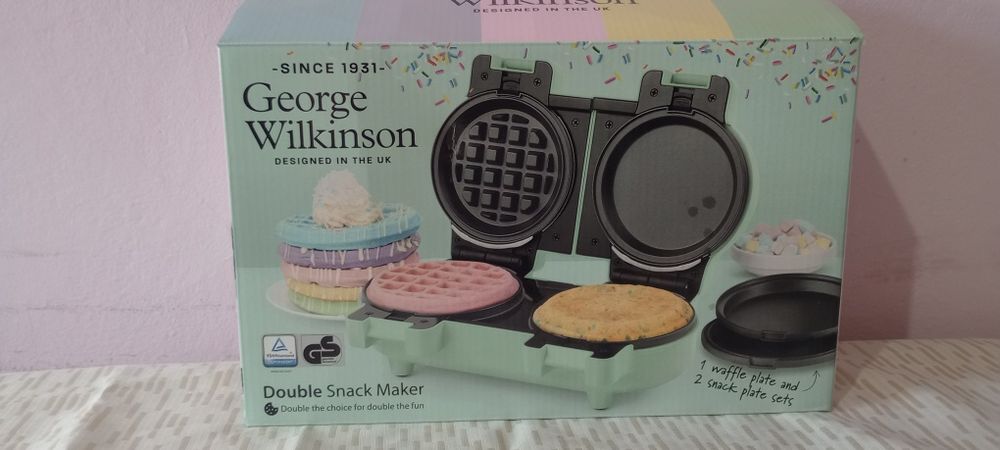 Wilkinson
DESIGNED IN THE UK
-SINCE 1931-
George
Wilkinson
DESIGNED IN THE UK
GS
Double Snack Maker
Double the choice for double the fun
1 waffle plate and
2 snack plate sets